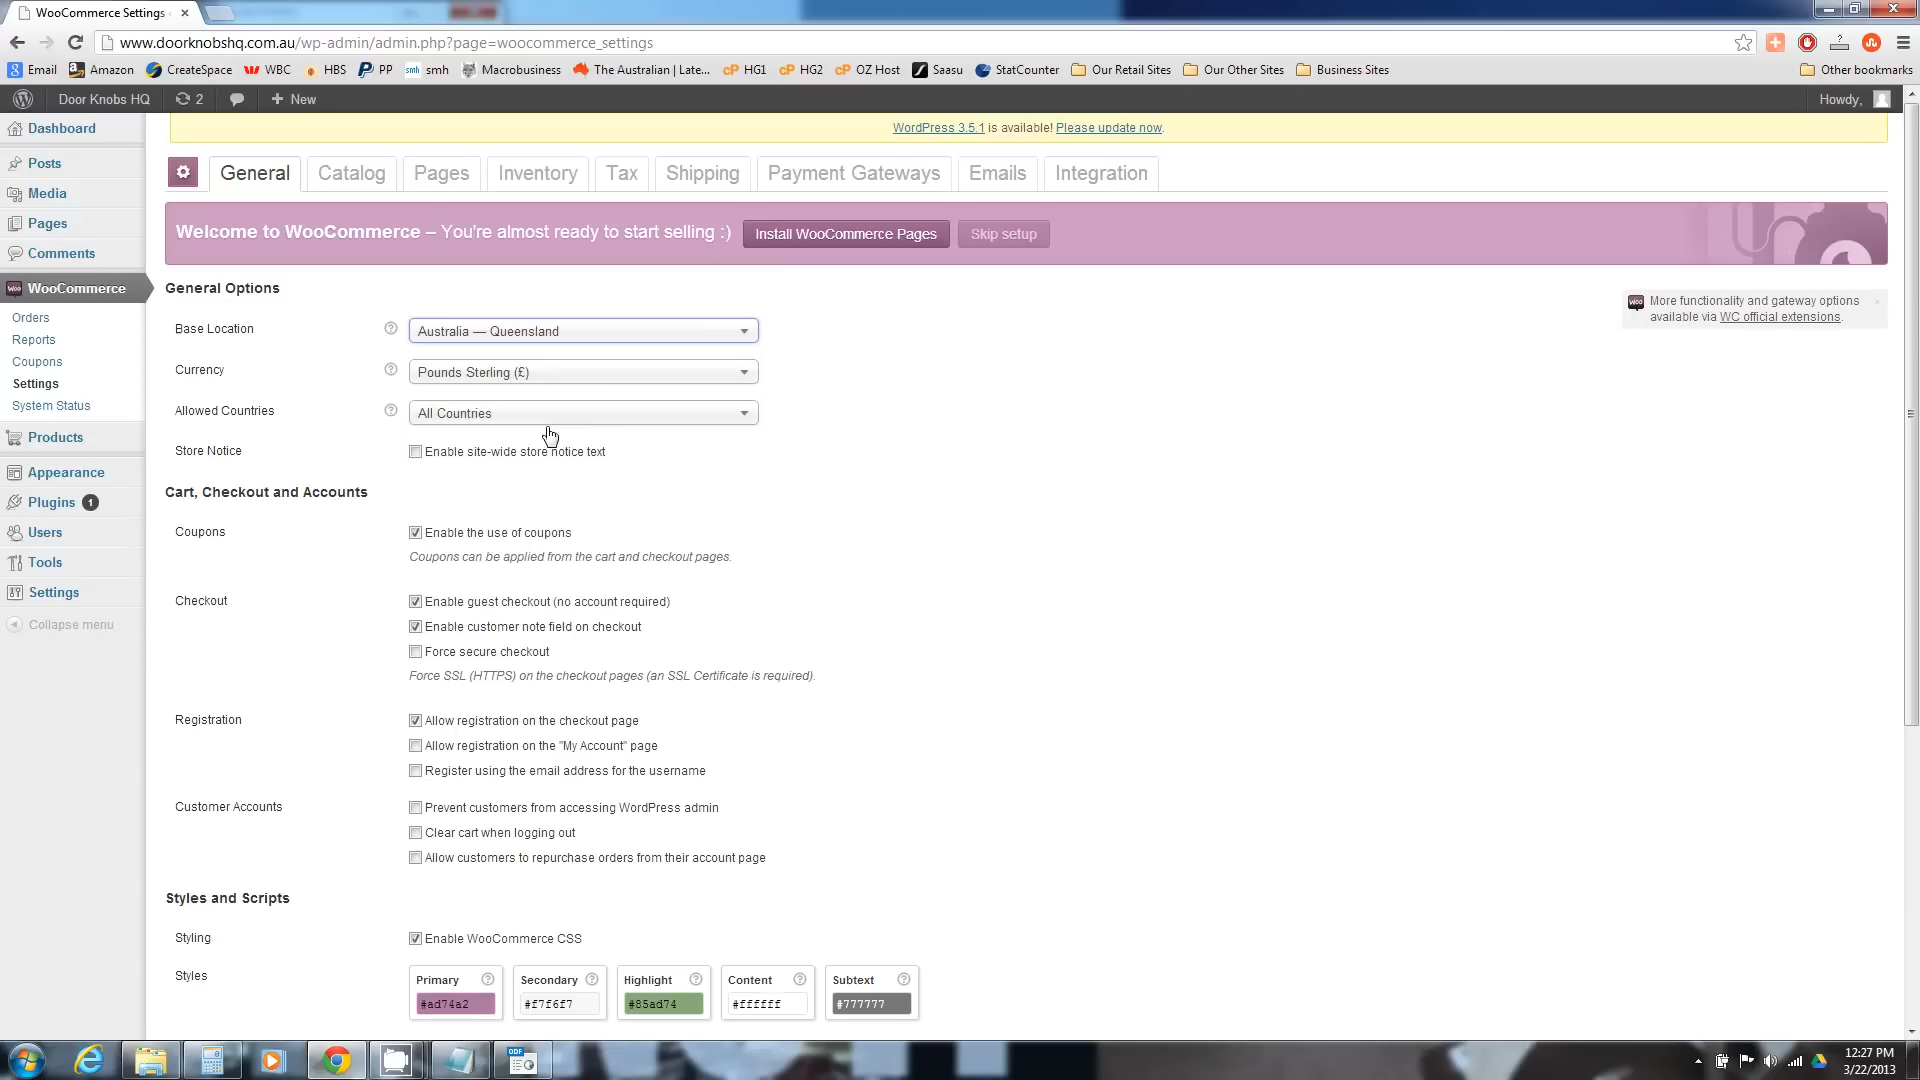 WooCommerce Settings
www.doorknobshq.com.au/wp-admin/admin.php?page=woocommerce_settings
Email Amazon CreateSpace WBC HBS PP smh Macrobusiness The Australian | Late... HG1 HG2 OZ Host Saasu StatCounter Our Retail Sites Our Other Sites Business Sites Other bookmarks
Door Knobs HQ 2 + New Howdy,
WordPress 3.5.1 is available! Please update now.
Dashboard
Posts
Media
Pages
Comments
WooCommerce
Orders
Reports
Coupons
Settings
System Status
Products
Appearance
Plugins 1
Users
Tools
Settings
Collapse menu
General Catalog Pages Inventory Tax Shipping Payment Gateways Emails Integration
Welcome to WooCommerce – You're almost ready to start selling :) Install WooCommerce Pages Skip setup
More functionality and gateway options
available via WC official extensions.
General Options
Base Location Australia — Queensland
Currency Pounds Sterling (£)
Allowed Countries All Countries
Store Notice Enable site-wide store notice text
Cart, Checkout and Accounts
Coupons Enable the use of coupons
Coupons can be applied from the cart and checkout pages.
Checkout Enable guest checkout (no account required)
Enable customer note field on checkout
Force secure checkout
Force SSL (HTTPS) on the checkout pages (an SSL Certificate is required).
Registration Allow registration on the checkout page
Allow registration on the "My Account" page
Register using the email address for the username
Customer Accounts Prevent customers from accessing WordPress admin
Clear cart when logging out
Allow customers to repurchase orders from their account page
Styles and Scripts
Styling Enable WooCommerce CSS
Styles Primary Secondary Highlight Content Subtext
#ad74a2 #f7f6f7 #85ad74 #ffffff #777777
12:27 PM
3/22/2013